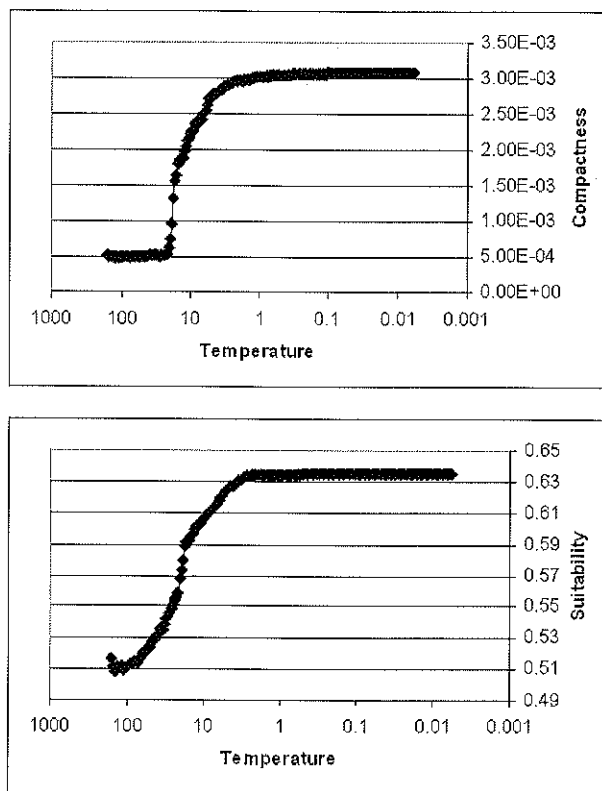 3.50E-03
3.00E-03
2.50E-03
2.00E-03
1.50E-03
1.00E-03
5.00E-04
0.00E+00
Compactness
1000 100 10 1 0.1 0.01 0.001
Temperature
0.65
0.63
0.61
0.59
0.57
0.55
0.53
0.51
0.49
Suitability
1000 100 10 1 0.1 0.01 0.001
Temperature